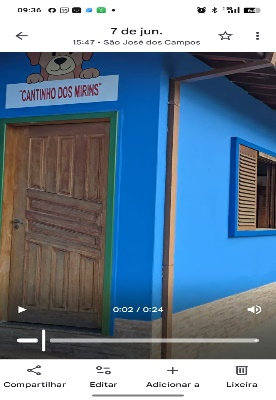 09:36
7 de jun.
15:47 • São José dos Campos
"CANTINHO DOS MIRINS"
0:02 / 0:24
Compartilhar
Editar
Adicionar a
Lixeira